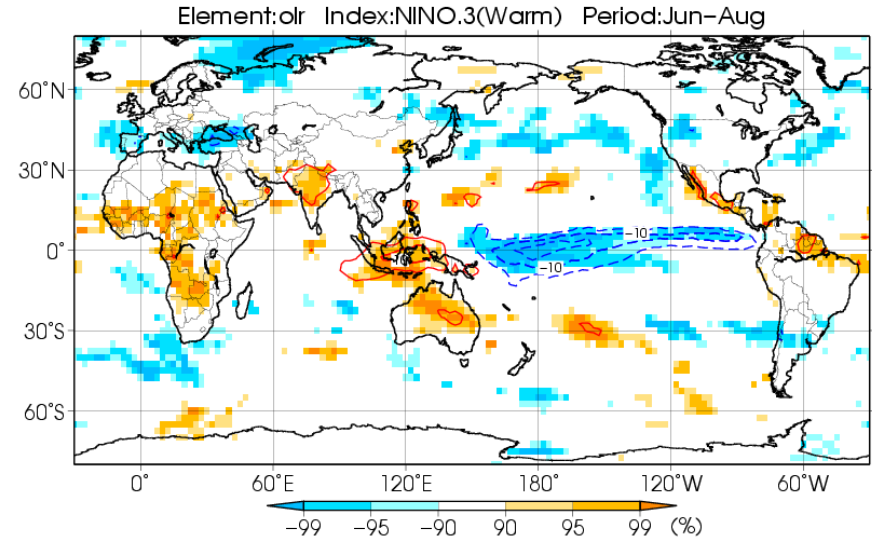 Element:olr Index:NINO.3(Warm) Period:Jun−Aug
60°N
30°N
0°
30°S
60°S
−10
−10
0°
60°E
120°E
180°
120°W
60°W
−99 −95 −90 90 95 99 (%)